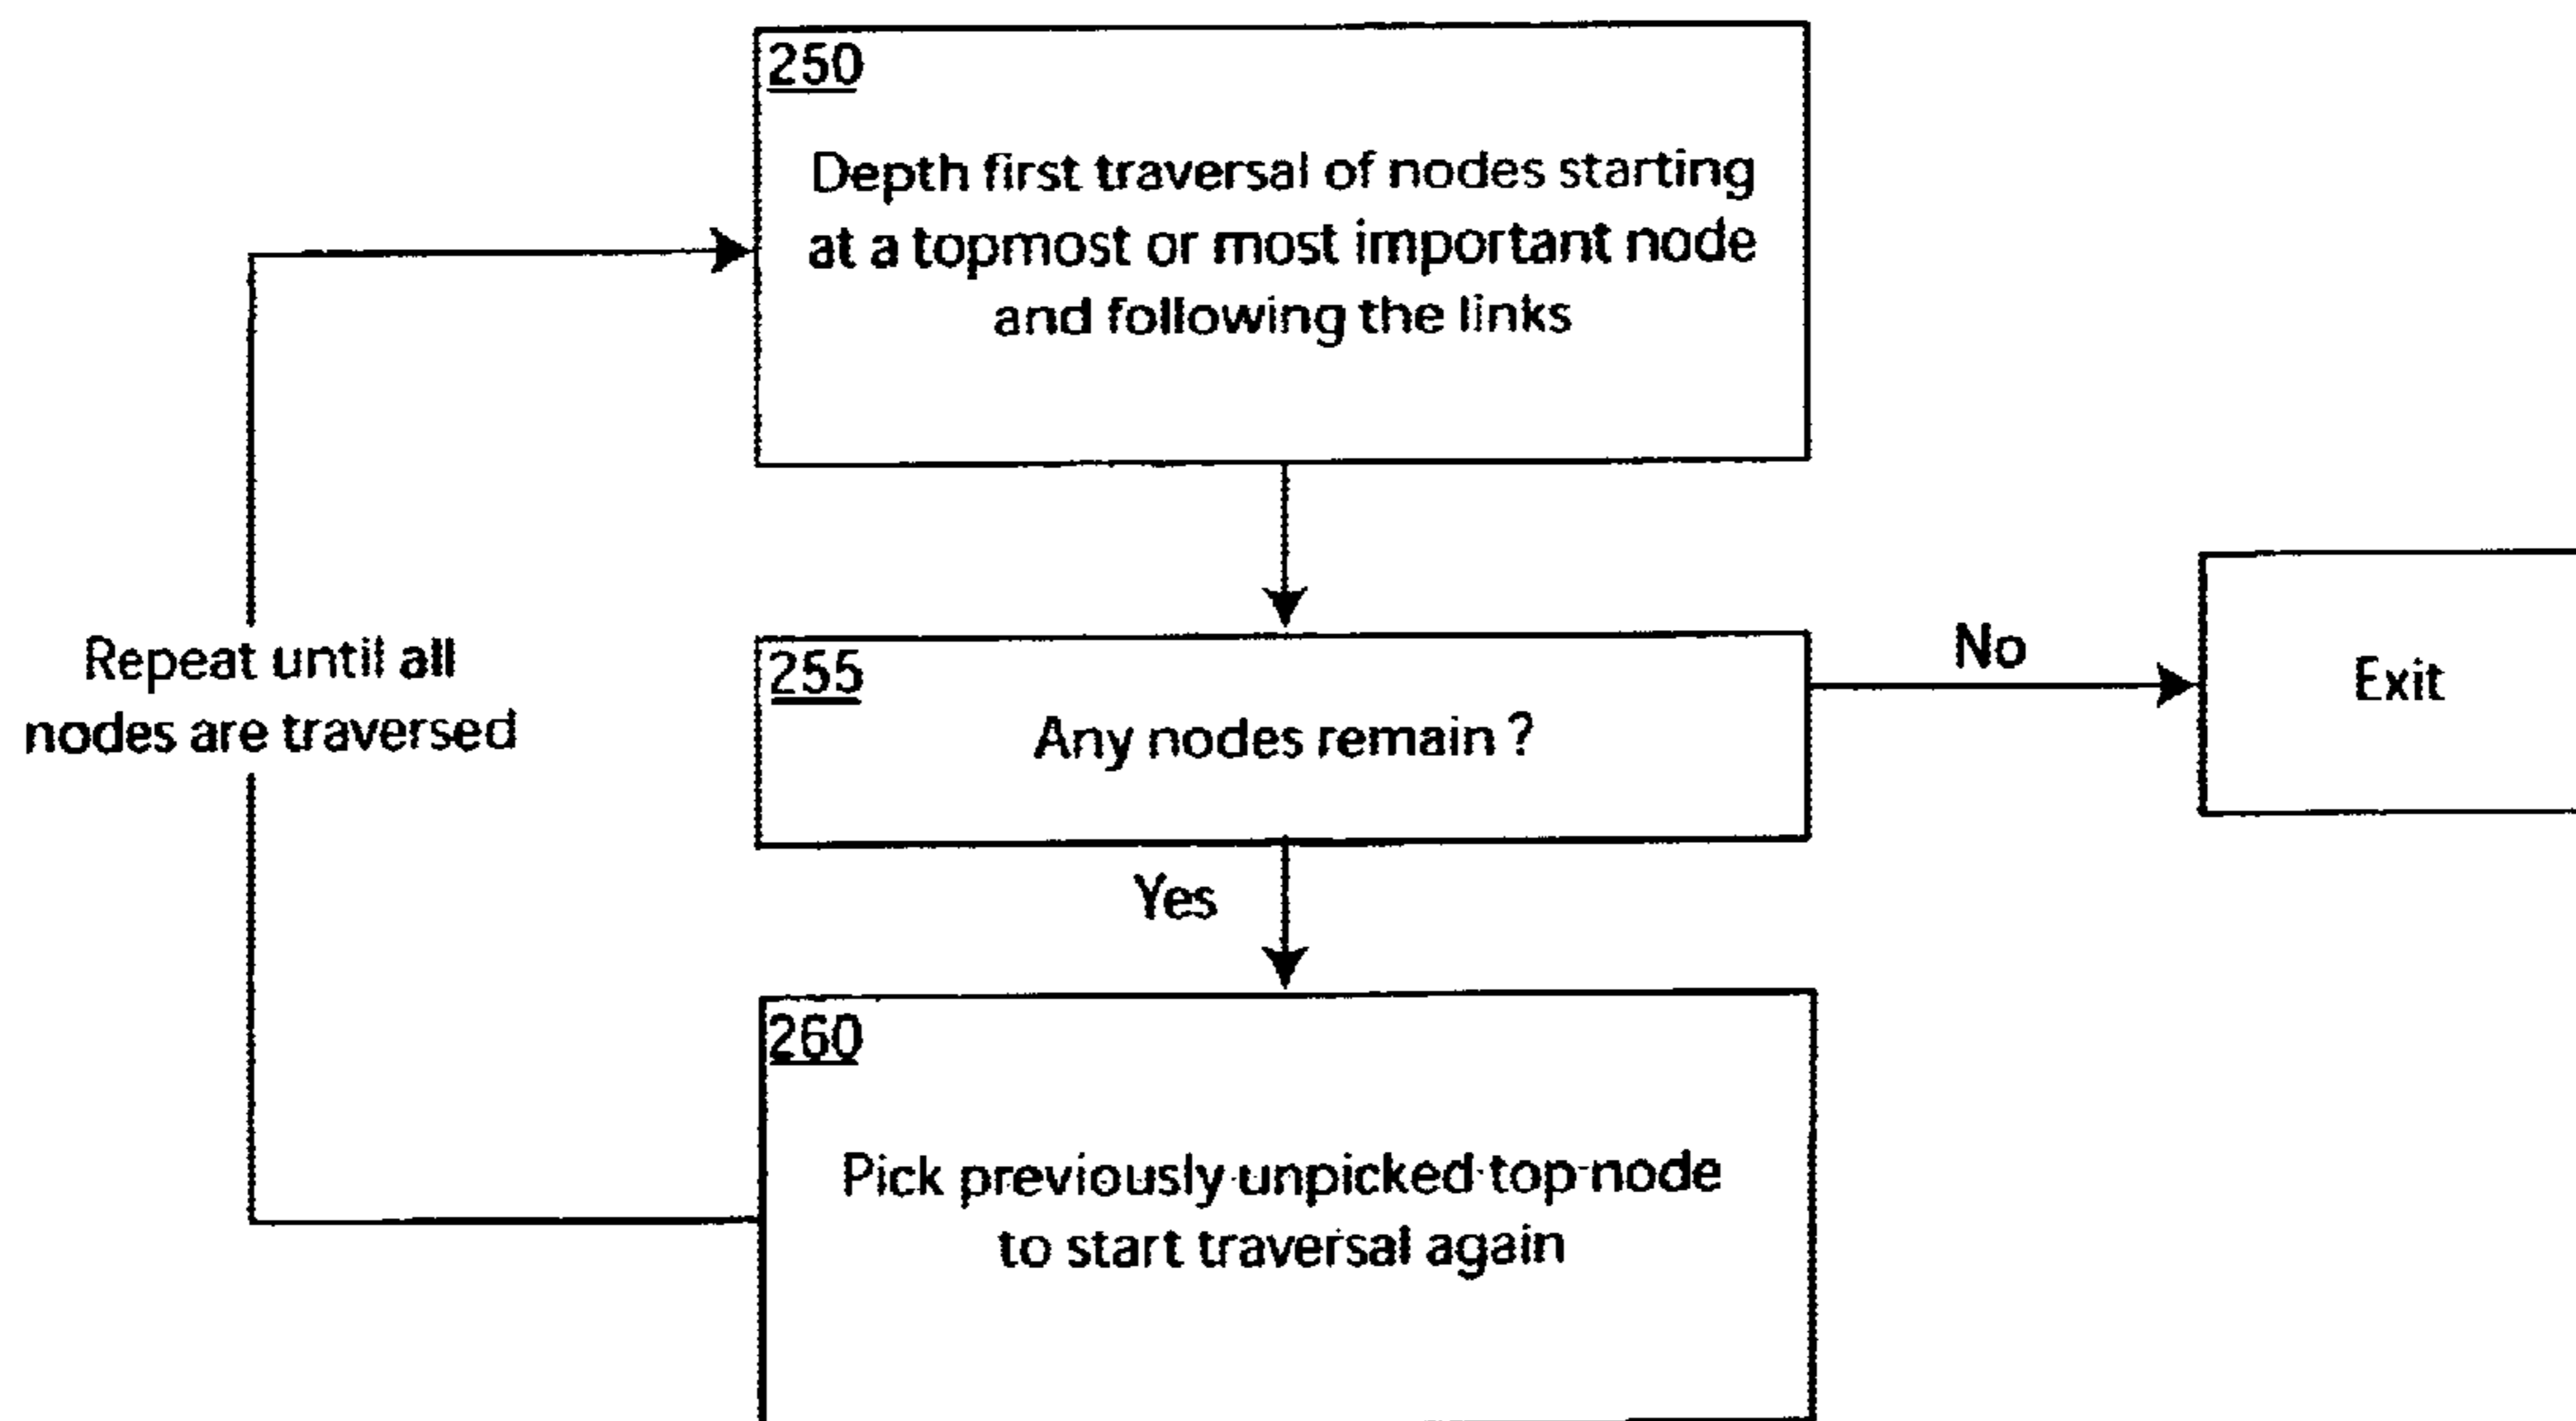 250
Depth first traversal of nodes starting
at a topmost or most important node
and following the links
Repeat until all
nodes are traversed
255
Any nodes remain ?
No
Exit
Yes
260
Pick previously unpicked top node
to start traversal again